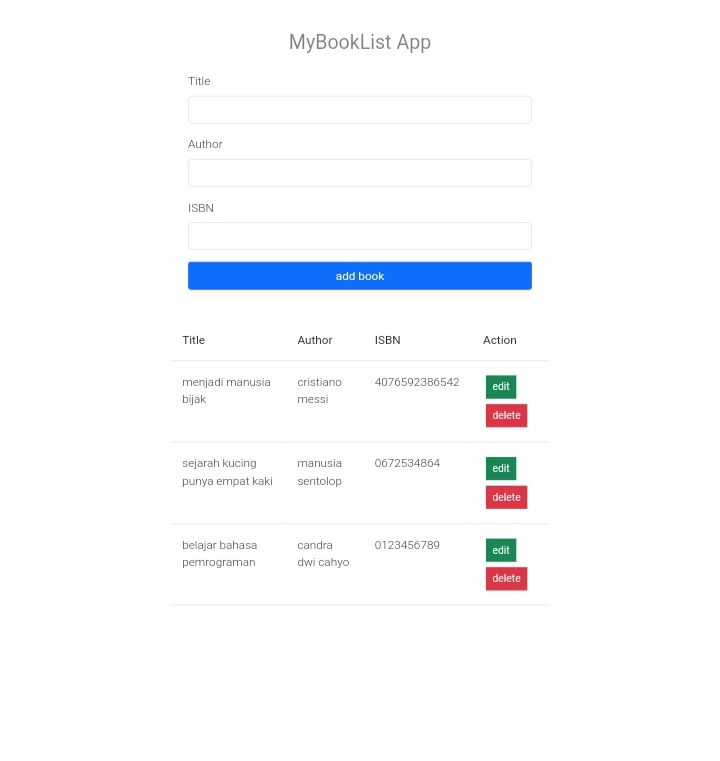 MyBookList App
Title
Author
ISBN
add book
Title Author ISBN Action
menjadi manusia cristiano 4076592386542 edit
bijak messi
delete
sejarah kucing manusia 0672534864 edit
punya empat kaki sentolop
delete
belajar bahasa candra 0123456789 edit
pemrograman dwi cahyo
delete